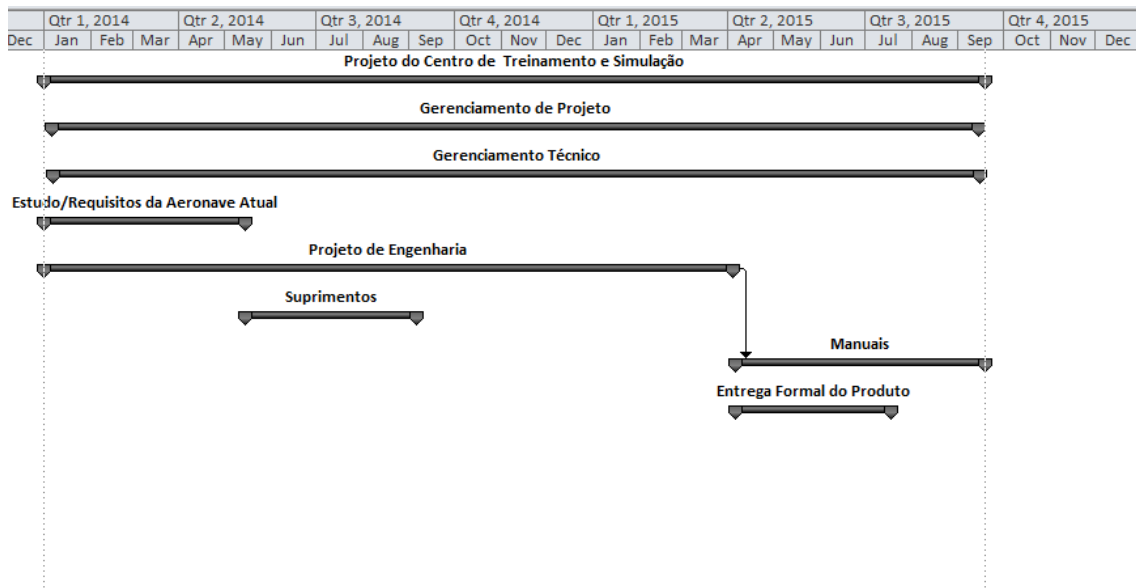 Qtr 1, 2014 Qtr 2, 2014 Qtr 3, 2014 Qtr 4, 2014 Qtr 1, 2015 Qtr 2, 2015 Qtr 3, 2015 Qtr 4, 2015
Dec Jan Feb Mar Apr May Jun Jul Aug Sep Oct Nov Dec Jan Feb Mar Apr May Jun Jul Aug Sep Oct Nov Dec
Projeto do Centro de Treinamento e Simulação
Gerenciamento de Projeto
Gerenciamento Técnico
Estudo/Requisitos da Aeronave Atual
Projeto de Engenharia
Suprimentos
Manuais
Entrega Formal do Produto